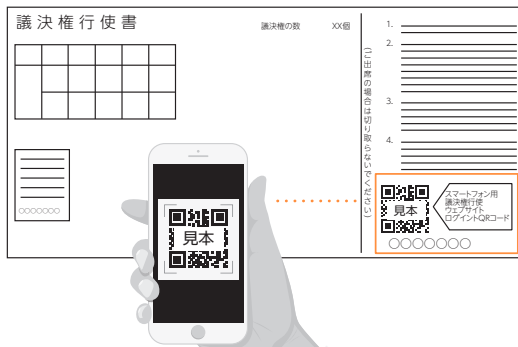 議決権行使書
議決権の数 XX個
(ご出席の場合は切り取らないでください)
1.
2.
3.
4.
○○○○○○○
見本
見本
スマートフォン用
議決権行使
ウェブサイト
ログインQRコード
○○○○○○○